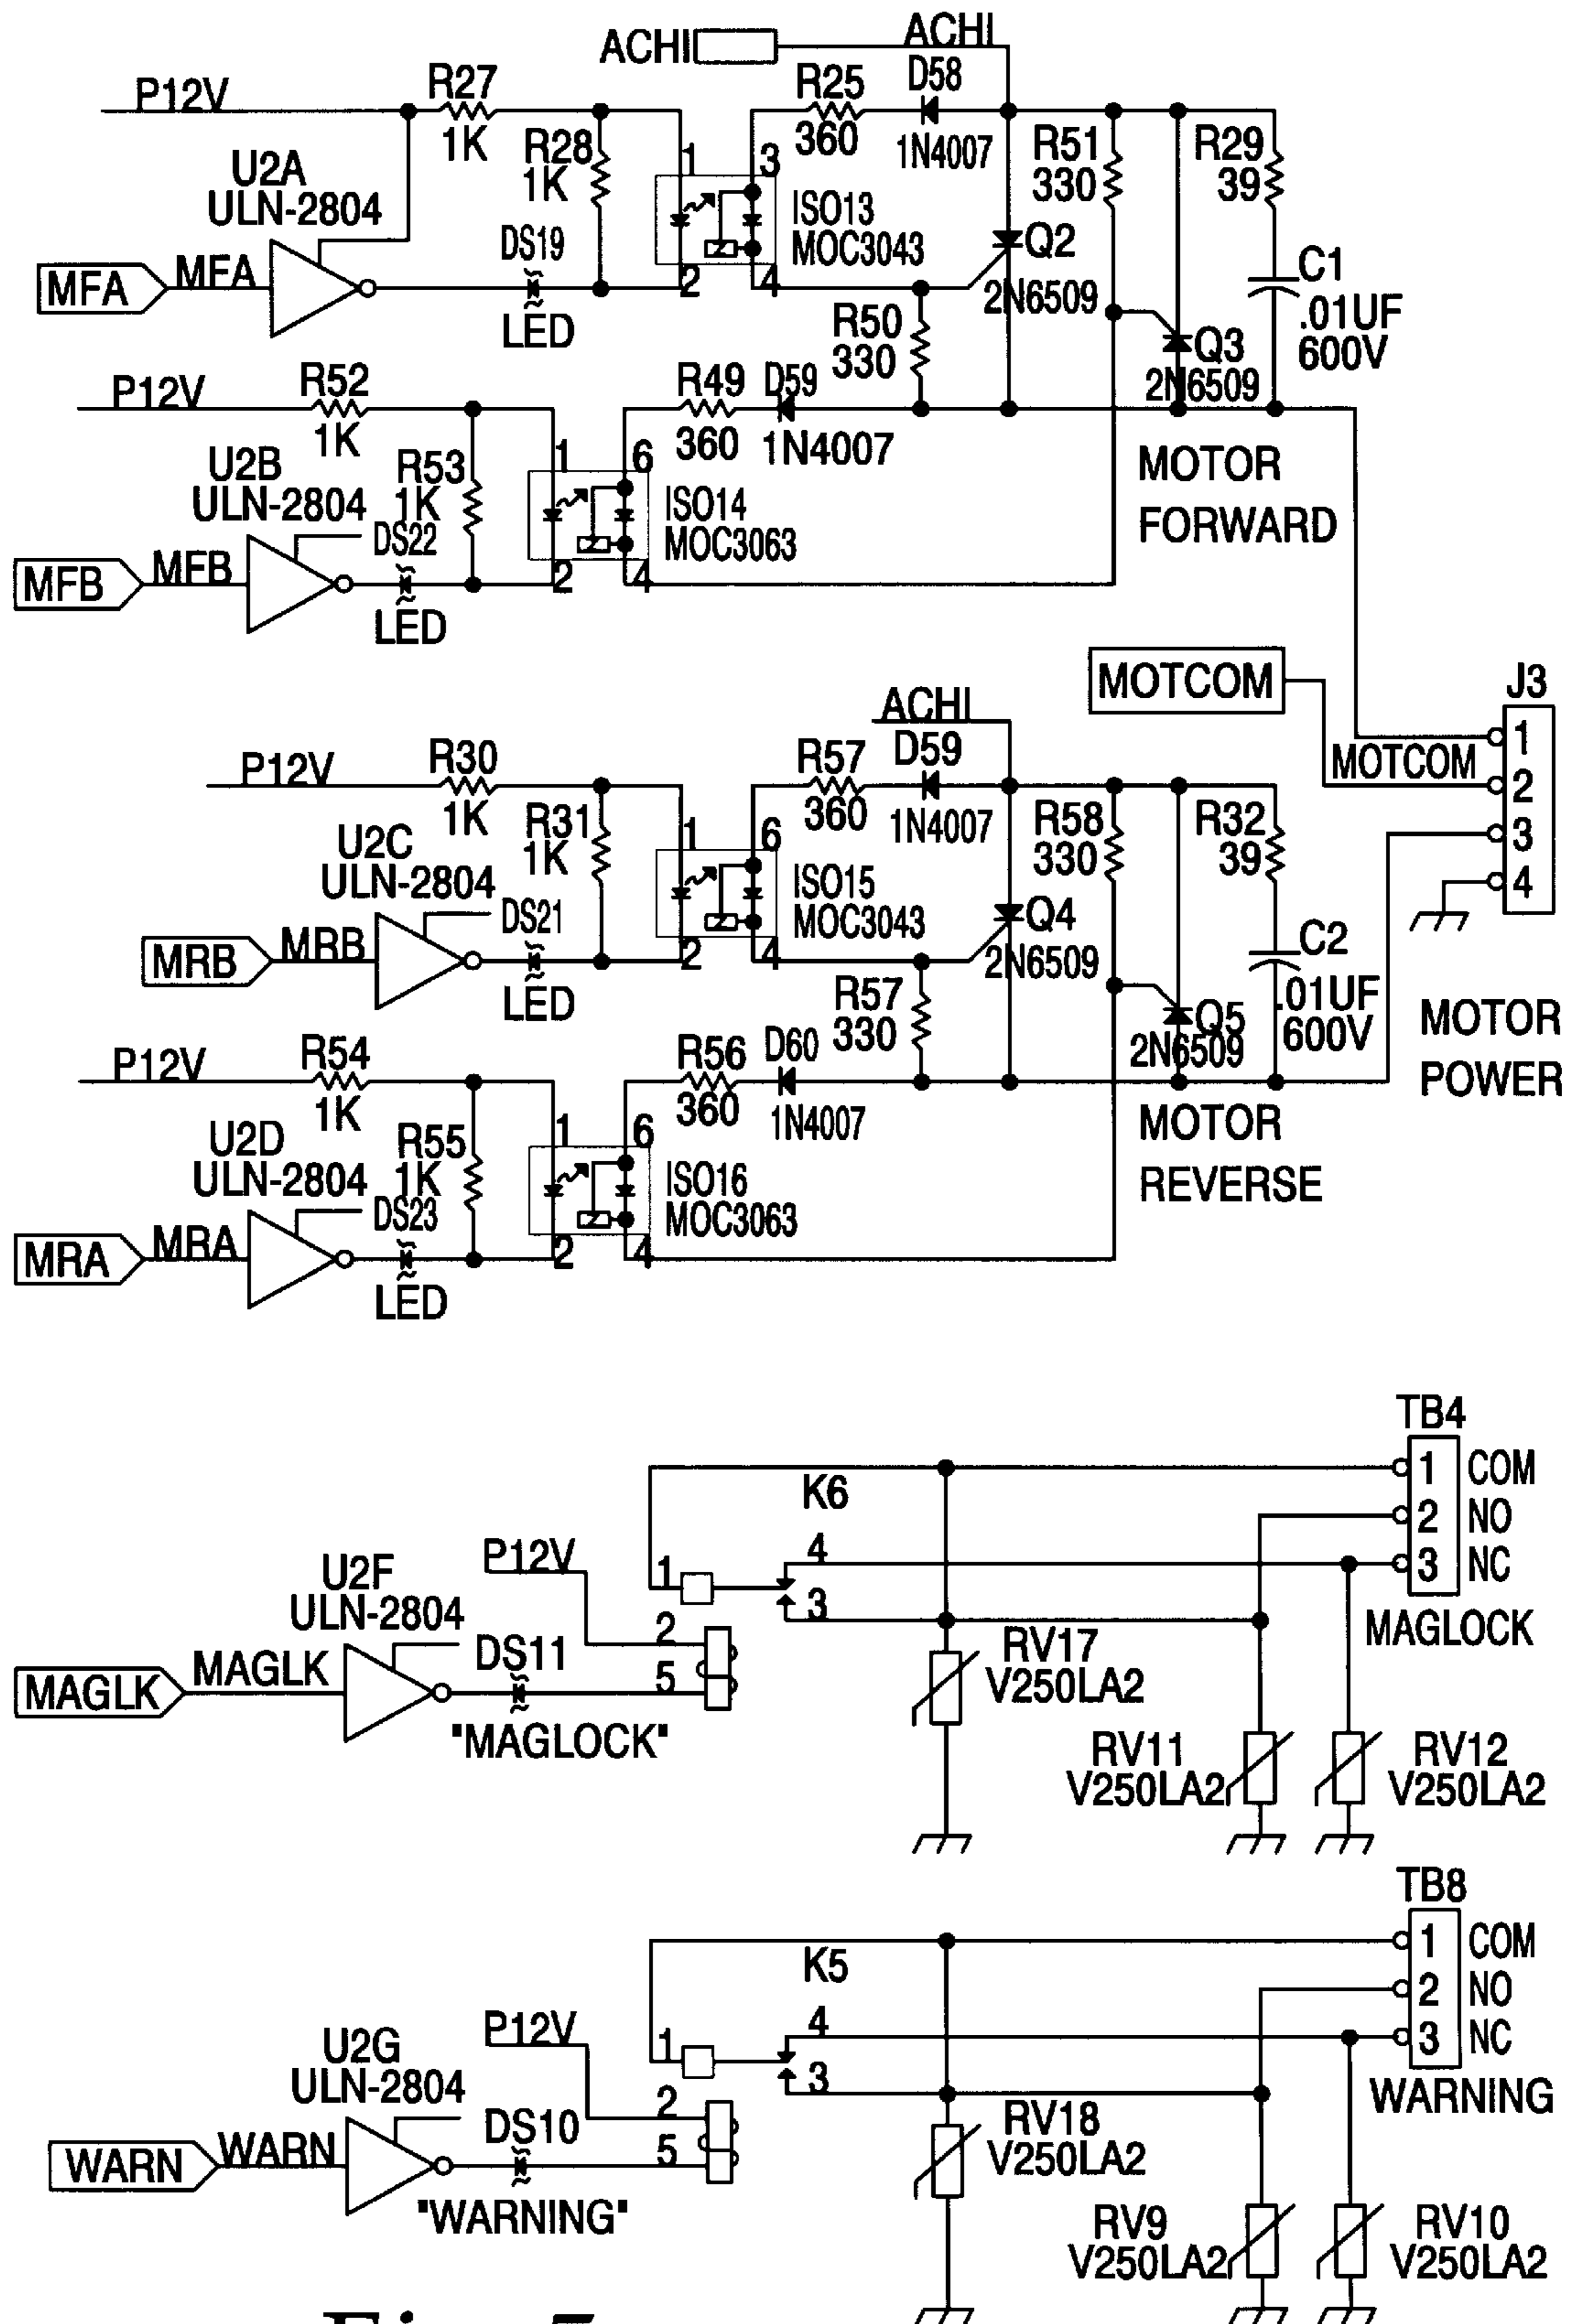 ACHI ACHI
P12V R27 1K R25 360 D58 1N4007
U2A ULN-2804 R28 1K 1 3 R51 330 R29 39
DS19 ISO13 MOC3043 Q2 2N6509
MFA MFA LED 2 4 R50 330 C1 .01UF 600V
Q3 2N6509
P12V R52 1K R49 360 D59 1N4007
U2B ULN-2804 R53 1K 1 6
MOTOR
FORWARD
DS22 ISO14 MOC3063
MFB MFB LED 2 4
MOTCOM J3
ACHI
P12V R30 1K R57 360 D59 1N4007
MOTCOM 1 2 3 4
U2C ULN-2804 R31 1K 1 6 R58 330 R32 39
DS21 ISO15 MOC3043 Q4 2N6509
MRB MRB LED 2 4 R57 330 C2 .01UF 600V
Q5 2N6509
MOTOR
POWER
P12V R54 1K R56 360 D60 1N4007
U2D ULN-2804 R55 1K 1 6
MOTOR
REVERSE
DS23 ISO16 MOC3063
MRA MRA LED 2 4
TB4
1 COM
K6
2 NO
P12V 1 4
3 NC
U2F ULN-2804 3
MAGLOCK
2
MAGLK MAGLK DS11 5 RV17 V250LA2
"MAGLOCK"
RV11 V250LA2 RV12 V250LA2
TB8
1 COM
K5
2 NO
P12V 1 4
3 NC
U2G ULN-2804 3
WARNING
2
WARN WARN DS10 5 RV18 V250LA2
"WARNING"
RV9 V250LA2 RV10 V250LA2